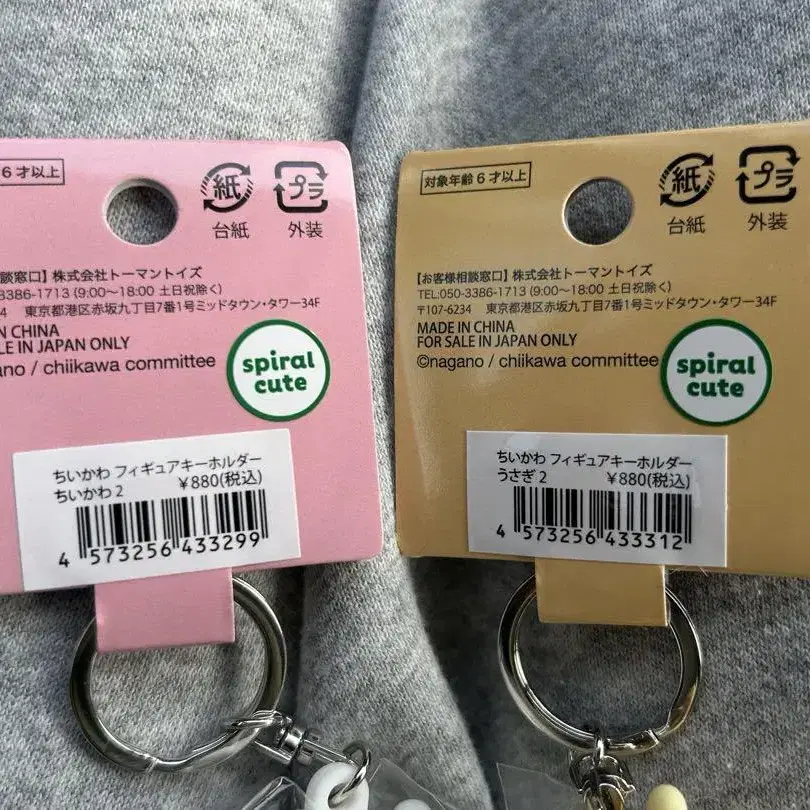 6才以上
紙
プラ
台紙
外装
談窓口】株式会社トーマントイズ
3386-1713 (9:00〜18:00 土日祝除く)
4 東京都港区赤坂九丁目7番1号ミッドタウン・タワー34F
N CHINA
LE IN JAPAN ONLY
ano / chiikawa committee
spiral
cute
ちいかわ フィギュアキーホルダー
ちいかわ 2 ¥880(税込)
4 573256 433299
対象年齢 6才以上
紙
プラ
台紙
外装
【お客様相談窓口】株式会社トーマントイズ
TEL:050-3386-1713 (9:00〜18:00 土日祝除く)
〒107-6234 東京都港区赤坂九丁目7番1号ミッドタウン・タワー34F
MADE IN CHINA
FOR SALE IN JAPAN ONLY
©nagano / chiikawa committee
spiral
cute
ちいかわ フィギュアキーホルダー
うさぎ 2 ¥880(税込)
4 573256 433312